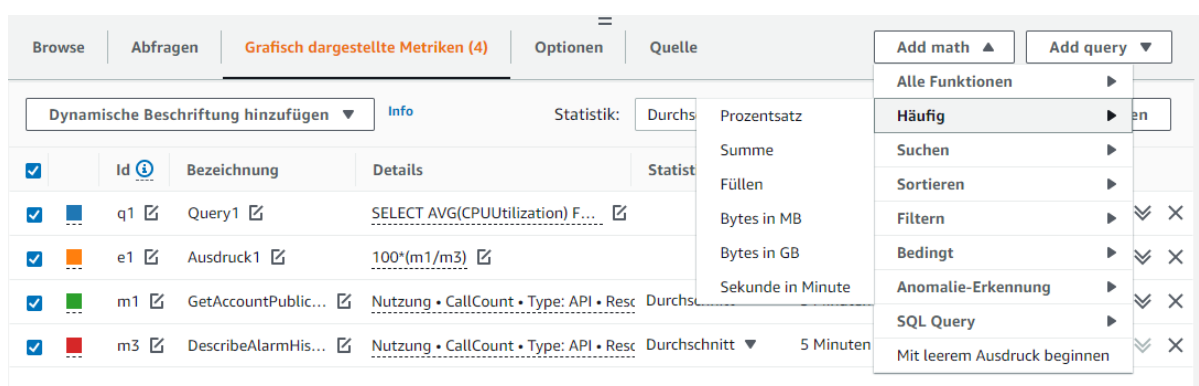 Browse Abfragen Grafisch dargestellte Metriken (4) Optionen Quelle Add math Add query
Alle Funktionen
Dynamische Beschriftung hinzufügen Info Statistik: Durchs Prozentsatz Häufig en
Summe Suchen
Id Bezeichnung Details Statist
Füllen Sortieren
q1 Query1 SELECT AVG(CPUUtilization) F... Bytes in MB Filtern
e1 Ausdruck1 100*(m1/m3) Bytes in GB Bedingt
Sekunde in Minute Anomalie-Erkennung
m1 GetAccountPublic... Nutzung • CallCount • Type: API • Resc
SQL Query
m3 DescribeAlarmHis... Nutzung • CallCount • Type: API • Resc Durchschnitt 5 Minuten
Mit leerem Ausdruck beginnen